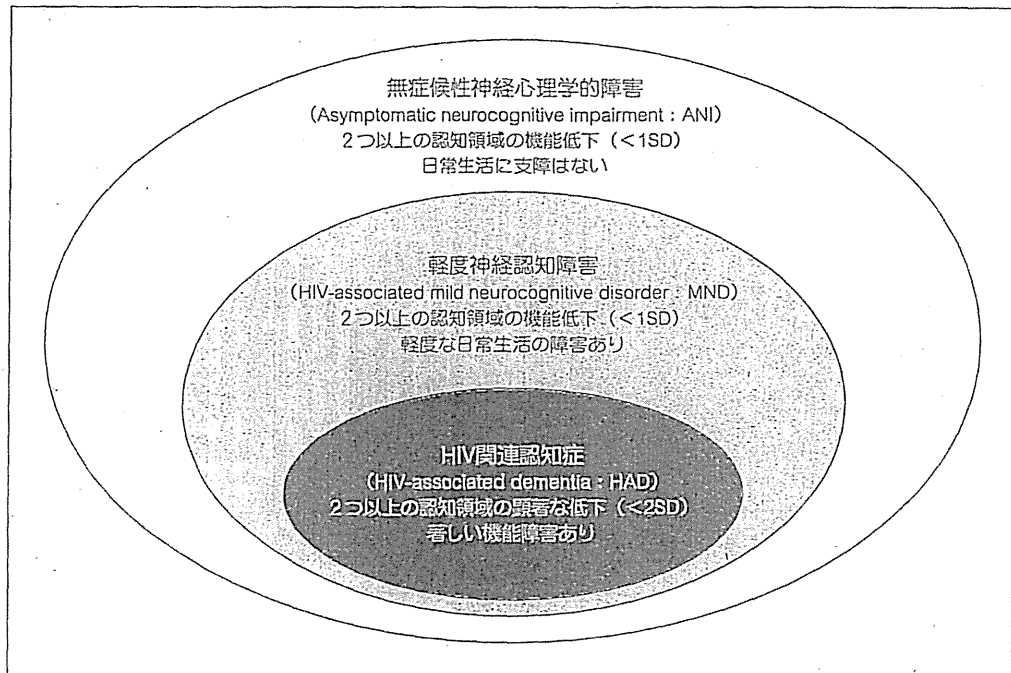 無症候性神経心理学的障害
(Asymptomatic neurocognitive impairment : ANI)
2つ以上の認知領域の機能低下(<1SD)
日常生活に支障はない
軽度神経認知障害
(HIV-associated mild neurocognitive disorder : MND)
2つ以上の認知領域の機能低下(<1SD)
軽度な日常生活の障害あり
HIV関連認知症
(HIV-associated dementia : HAD)
2つ以上の認知領域の顕著な低下(<2SD)
著しい機能障害あり